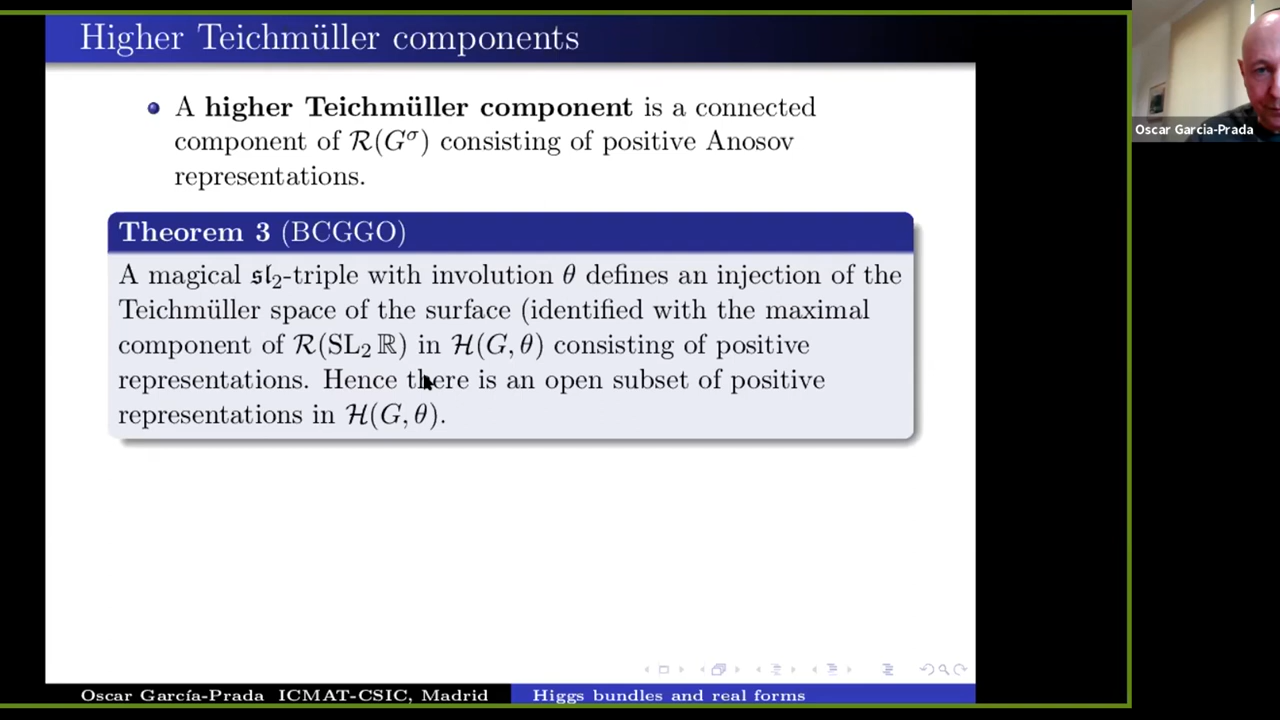 Higher Teichmüller components
A higher Teichmüller component is a connected
component of 𝓡(G^σ) consisting of positive Anosov
representations.
Theorem 3 (BCGGO)
A magical 𝔰𝔩₂-triple with involution θ defines an injection of the
Teichmüller space of the surface (identified with the maximal
component of 𝓡(SL₂ ℝ) in 𝓗(G, θ) consisting of positive
representations. Hence there is an open subset of positive
representations in 𝓗(G, θ).
Oscar García-Prada ICMAT-CSIC, Madrid
Higgs bundles and real forms
Oscar Garcia-Prada